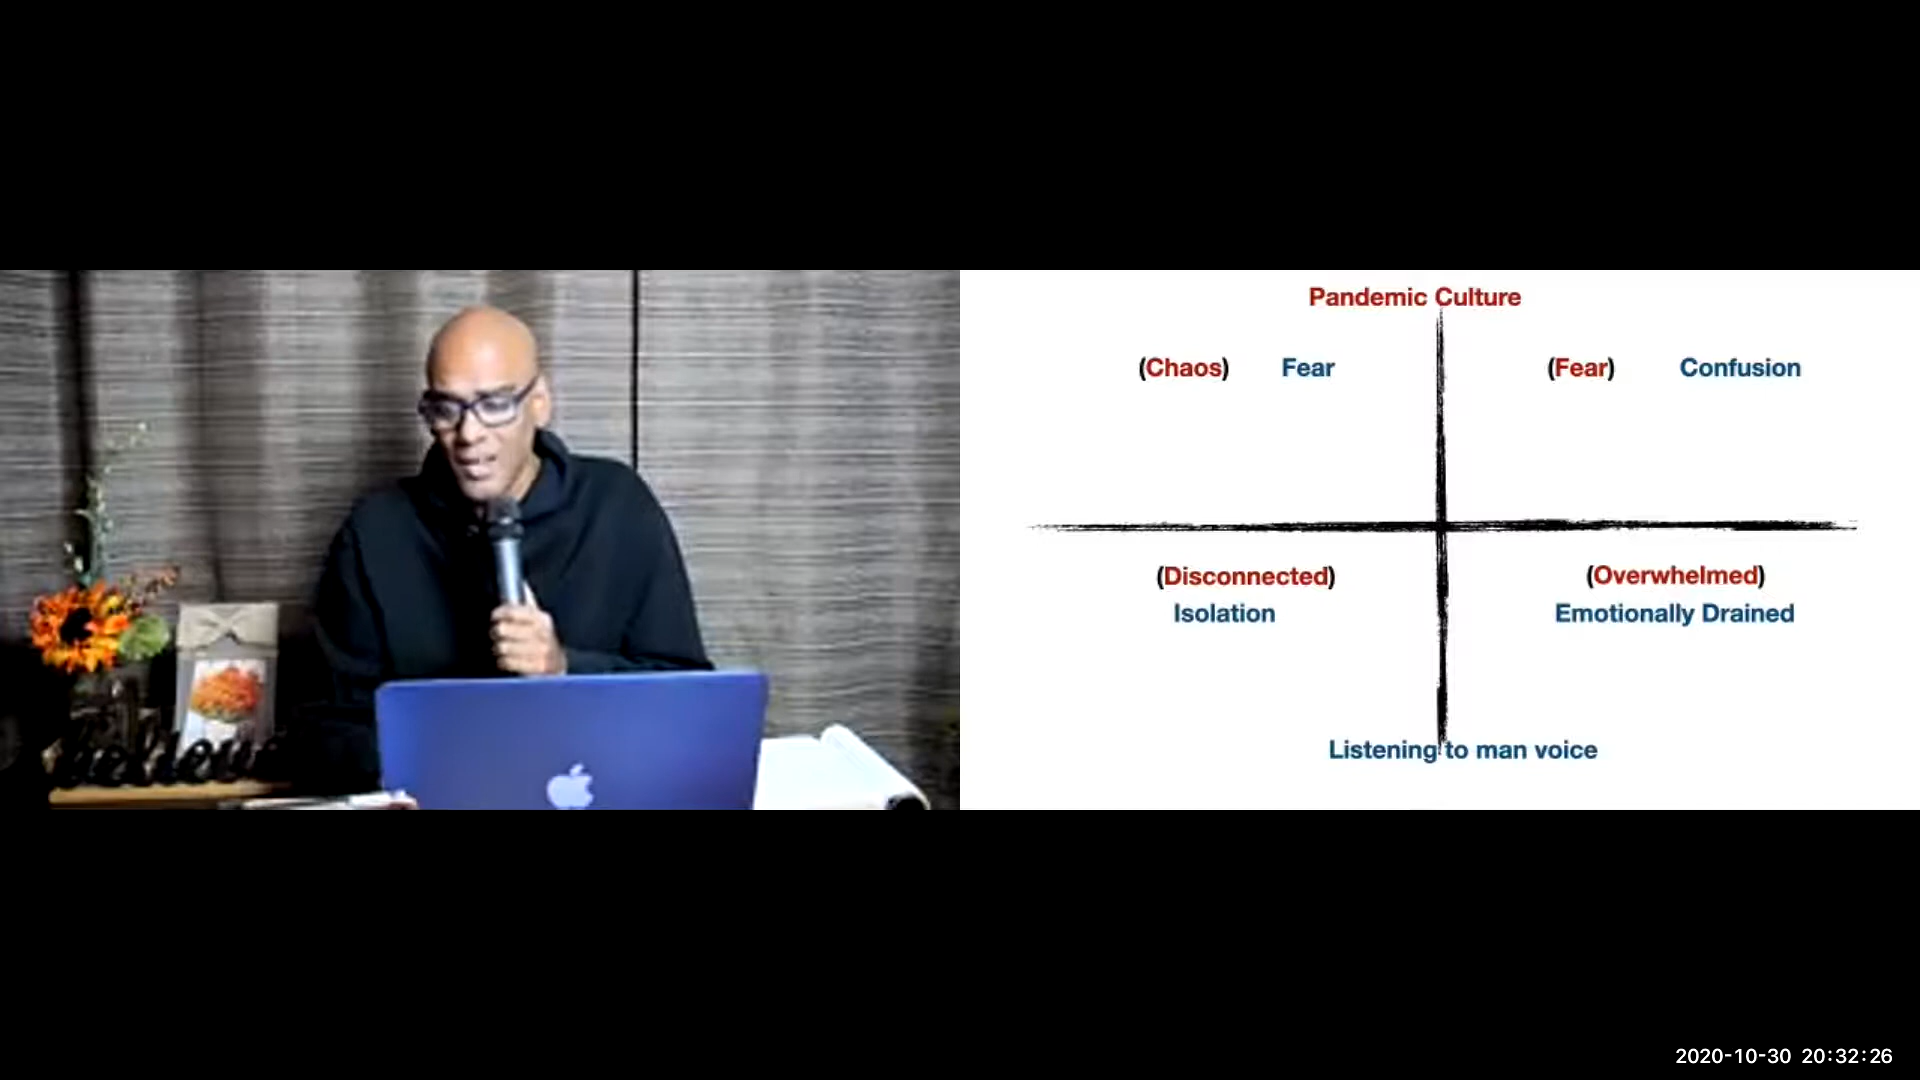 Pandemic Culture
(Chaos) Fear
(Fear) Confusion
(Disconnected)
Isolation
(Overwhelmed)
Emotionally Drained
Listening to man voice
believe
2020-10-30 20:32:26